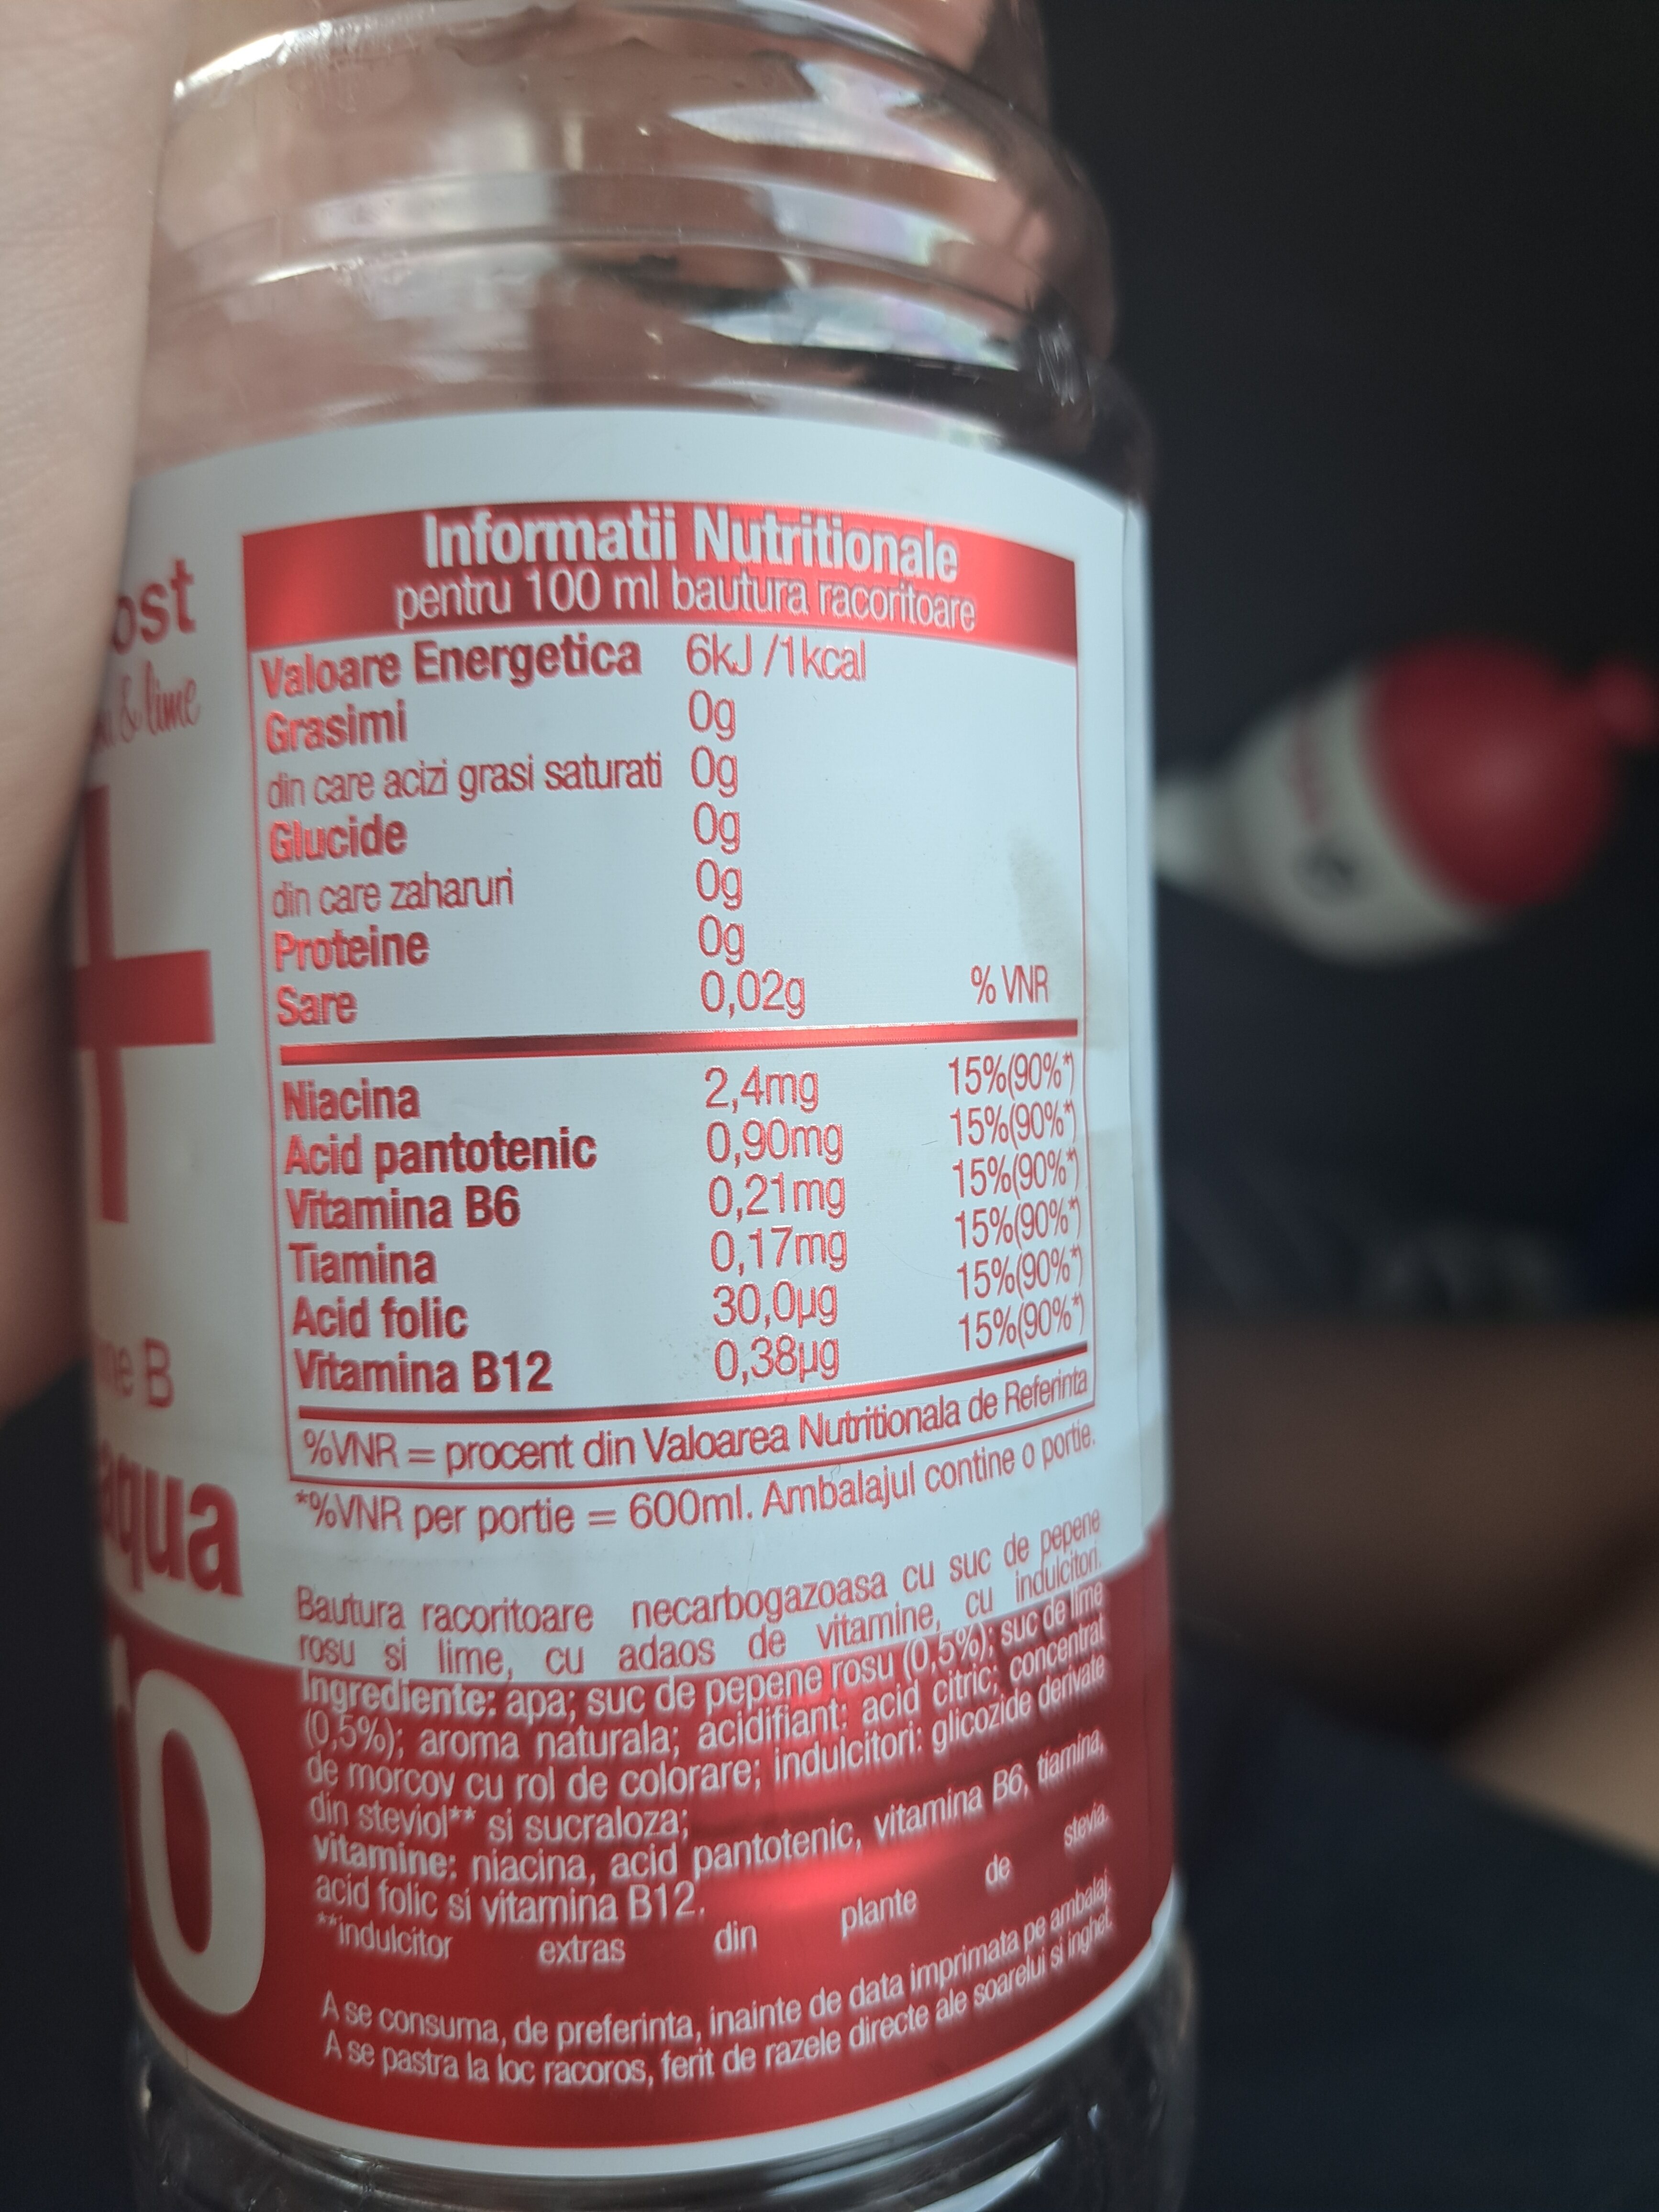 ost
& lime
+
ne B
aqua
Informatii Nutritionale
pentru 100 ml bautura racoritoare
Valoare Energetica 6kJ /1kcal
Grasimi 0g
din care acizi grasi saturati 0g
Glucide 0g
din care zaharuri 0g
Proteine 0g
Sare 0,02g % VNR
Niacina 2,4mg 15%(90%*)
Acid pantotenic 0,90mg 15%(90%*)
Vitamina B6 0,21mg 15%(90%*)
Tiamina 0,17mg 15%(90%*)
Acid folic 30,0µg 15%(90%*)
Vitamina B12 0,38µg 15%(90%*)
%VNR = procent din Valoarea Nutritionala de Referinta
*%VNR per portie = 600ml. Ambalajul contine o portie.
Bautura racoritoare necarbogazoasa cu suc de pepene
rosu si lime, cu adaos de vitamine, cu indulcitori.
Ingrediente: apa; suc de pepene rosu (0,5%); suc de lime
(0,5%); aroma naturala; acidifiant: acid citric; concentrat
de morcov cu rol de colorare; indulcitori: glicozide derivate
din steviol** si sucraloza;
vitamine: niacina, acid pantotenic, vitamina B6, tiamina,
acid folic si vitamina B12.
**indulcitor extras din plante de stevia.
A se consuma, de preferinta, inainte de data imprimata pe ambalaj.
A se pastra la loc racoros, ferit de razele directe ale soarelui si inghet.